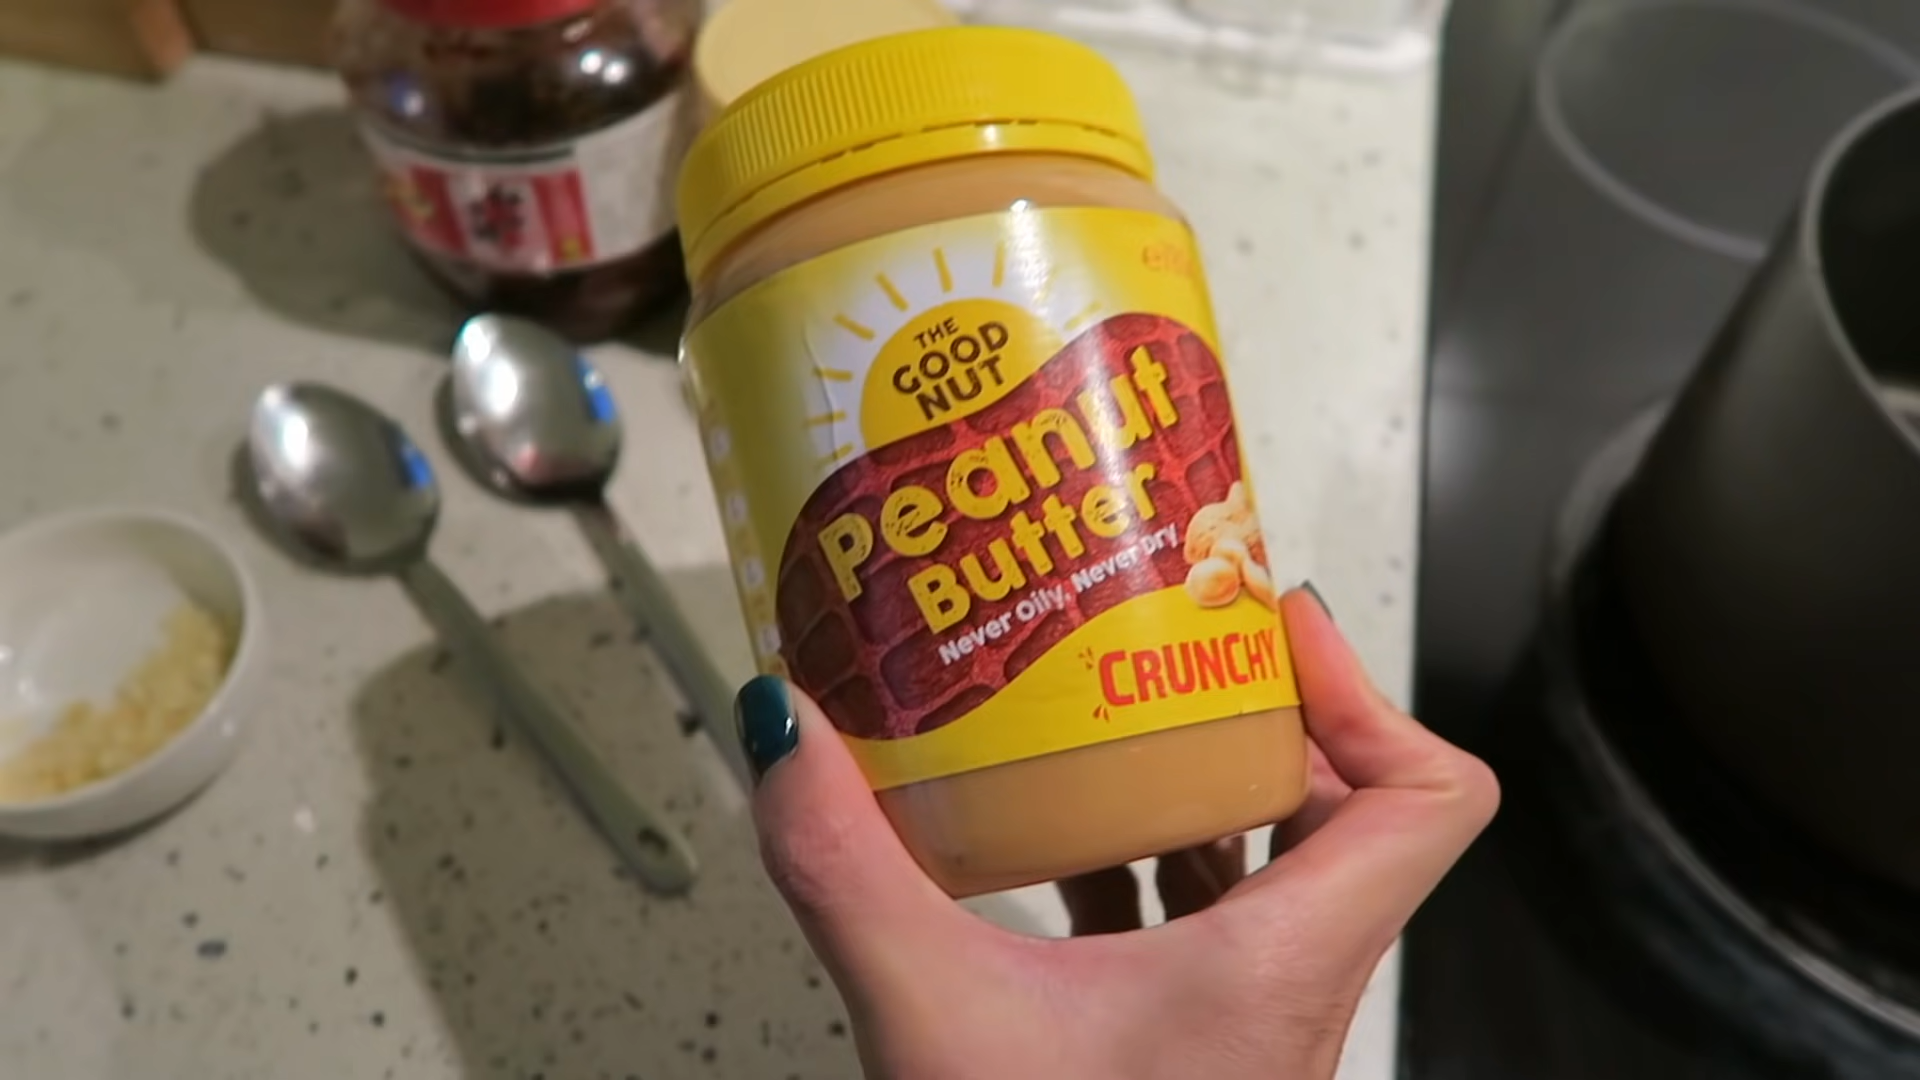 THE
GOOD
NUT
Peanut
Butter
Never Oily, Never Dry
CRUNCHY